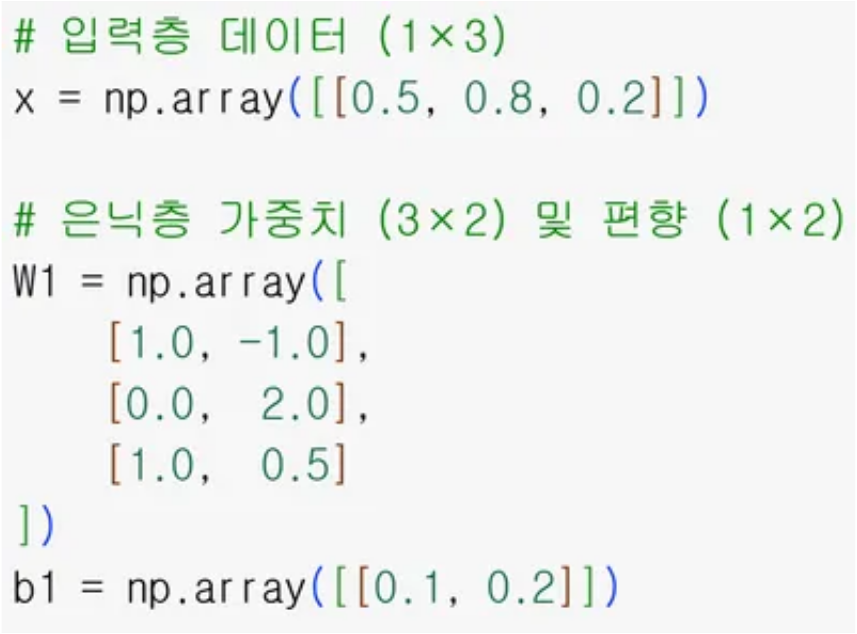 # 입력층 데이터 (1×3)
x = np.array([[0.5, 0.8, 0.2]])
# 은닉층 가중치 (3×2) 및 편향 (1×2)
W1 = np.array([
    [1.0, -1.0],
    [0.0,  2.0],
    [1.0,  0.5]
])
b1 = np.array([[0.1, 0.2]])